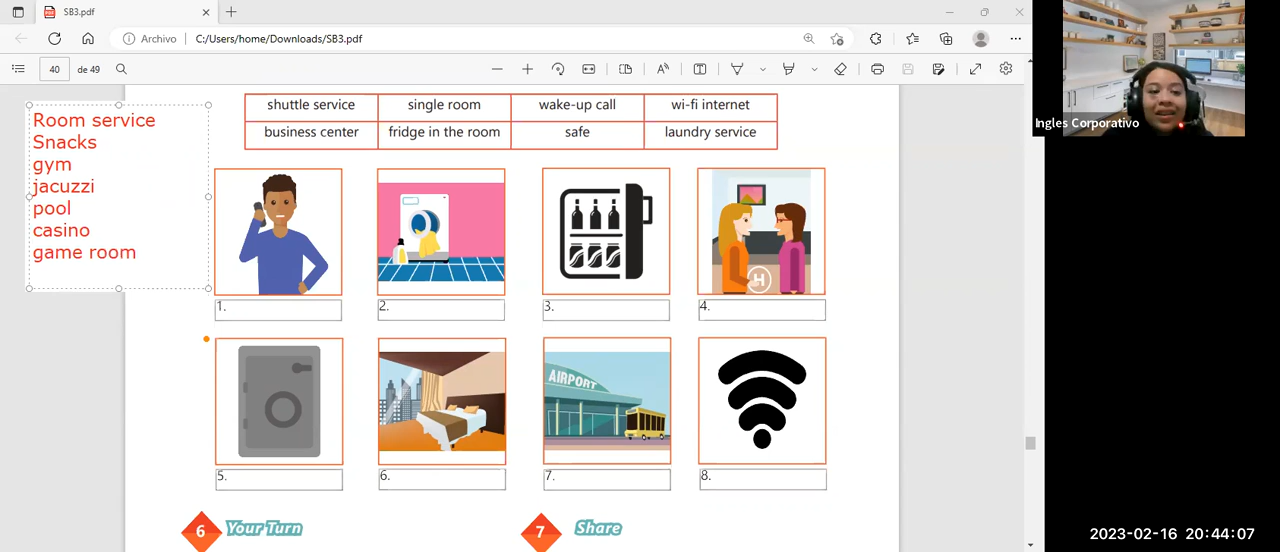 SB3.pdf
Archivo
C:/Users/home/Downloads/SB3.pdf
40
de 49
shuttle service
single room
wake-up call
wi-fi internet
business center
fridge in the room
safe
laundry service
Room service
Snacks
gym
jacuzzi
pool
casino
game room
1.
2.
3.
4.
H
5.
6.
7.
8.
AIRPORT
6
Your Turn
7
Share
Ingles Corporativo
2023-02-16 20:44:07